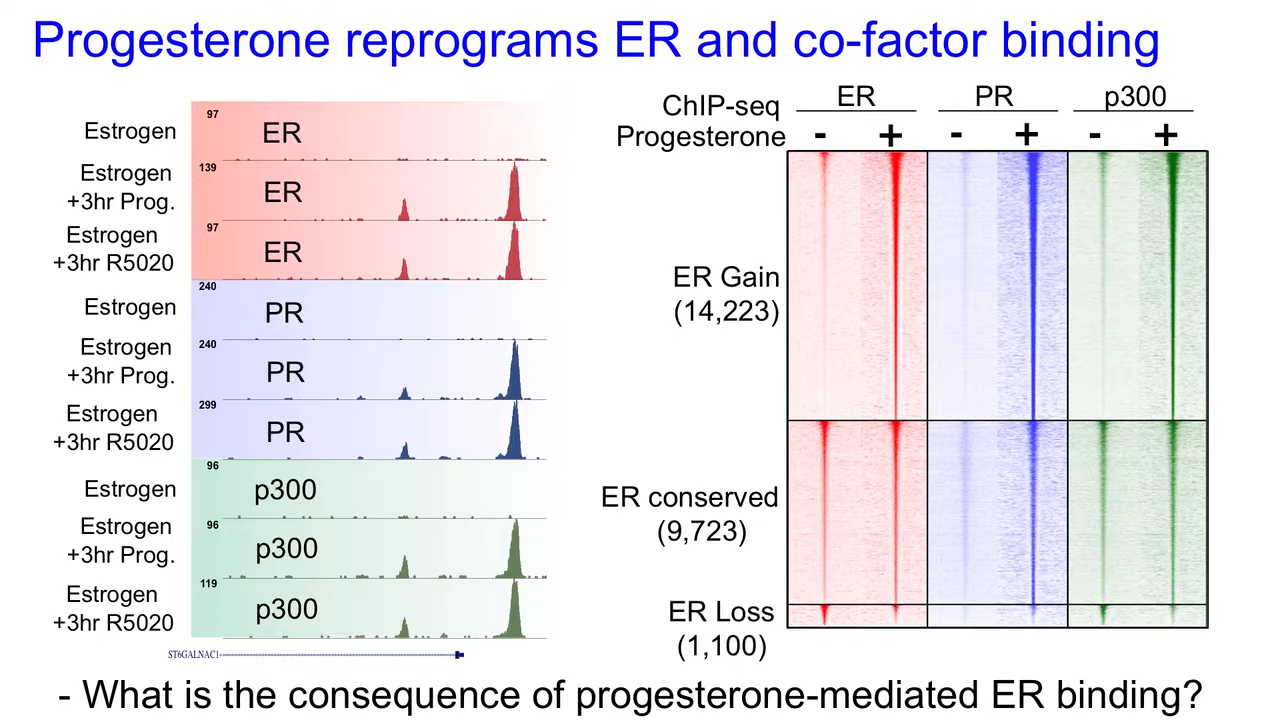 Progesterone reprograms ER and co-factor binding
97
Estrogen
ER
139
Estrogen
+3hr Prog.
ER
97
Estrogen
+3hr R5020
ER
240
Estrogen
PR
240
Estrogen
+3hr Prog.
PR
299
Estrogen
+3hr R5020
PR
96
Estrogen
p300
96
Estrogen
+3hr Prog.
p300
119
Estrogen
+3hr R5020
p300
ST6GALNAC1
ChIP-seq
ER
PR
p300
Progesterone
- + - + - +
ER Gain
(14,223)
ER conserved
(9,723)
ER Loss
(1,100)
- What is the consequence of progesterone-mediated ER binding?